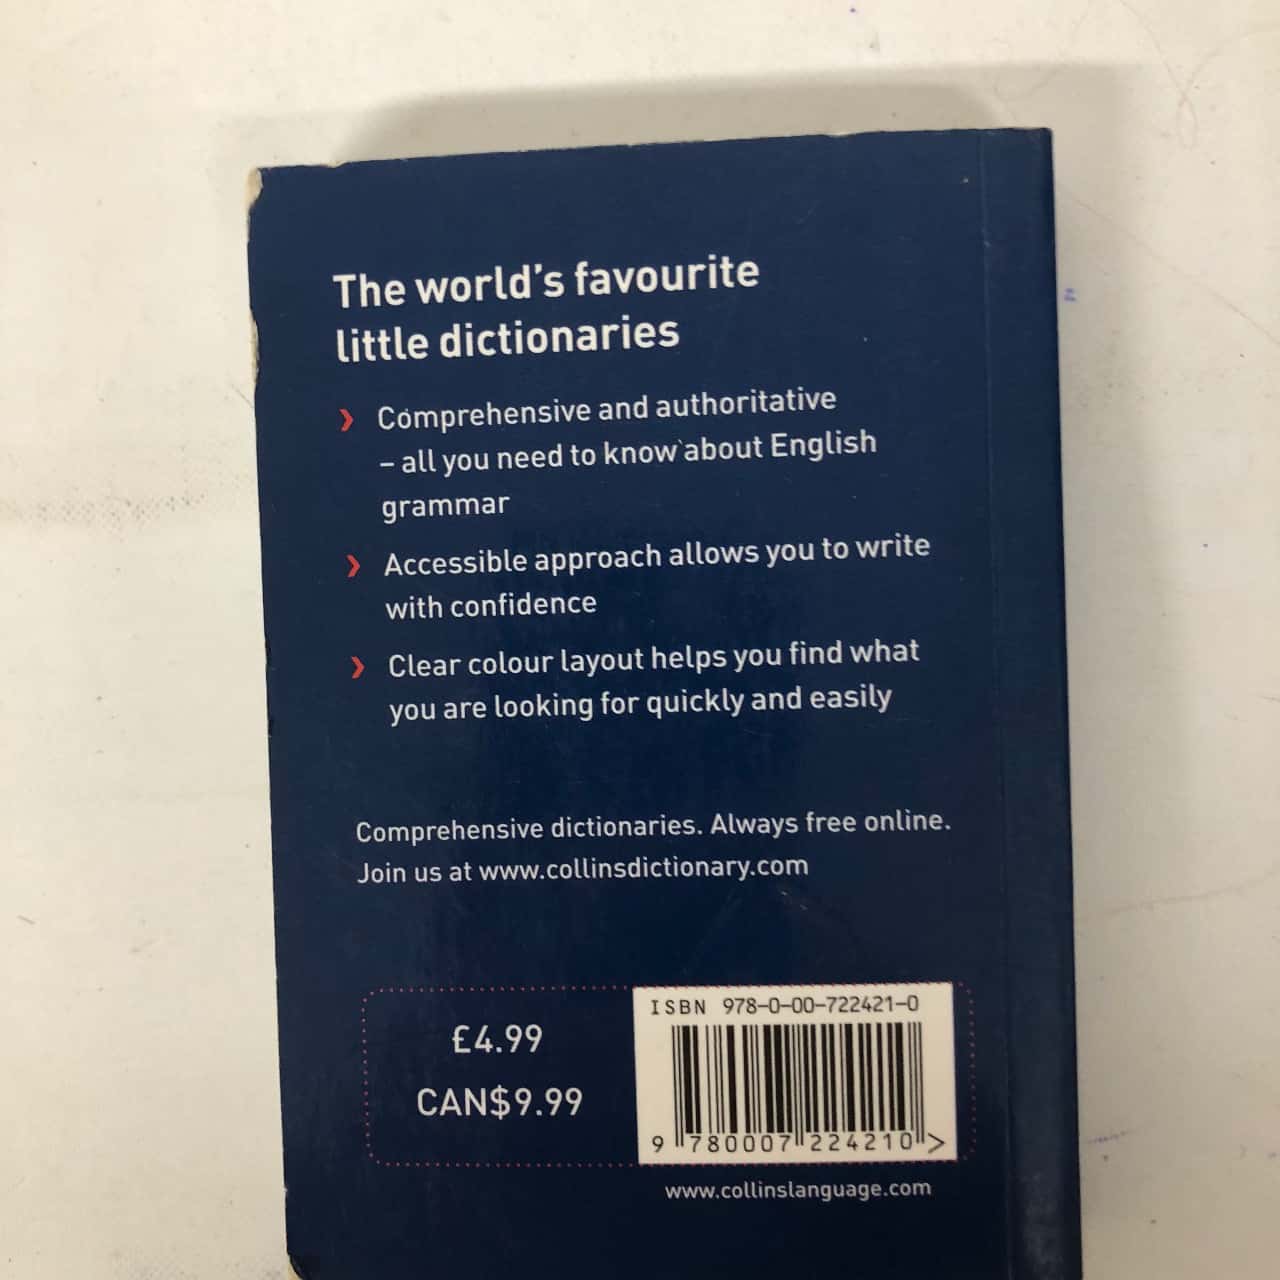 The world's favourite
little dictionaries
› Comprehensive and authoritative
– all you need to know about English
grammar
› Accessible approach allows you to write
with confidence
› Clear colour layout helps you find what
you are looking for quickly and easily
Comprehensive dictionaries. Always free online.
Join us at www.collinsdictionary.com
£4.99
CAN$9.99
ISBN 978-0-00-722421-0
9 780007 224210 >
www.collinslanguage.com